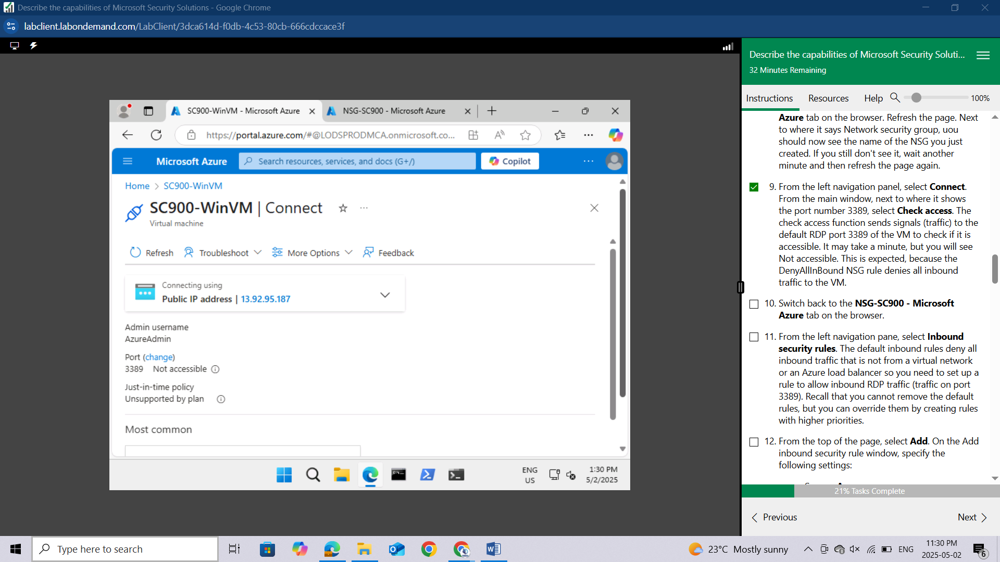 Describe the capabilities of Microsoft Security Solutions - Google Chrome
labclient.labondemand.com/LabClient/3dca614d-f0db-4c53-80cb-666cdccace3f
SC900-WinVM - Microsoft Azure
NSG-SC900 - Microsoft Azure
https://portal.azure.com/#@LODSPRODMCA.onmicrosoft.co...
Microsoft Azure
Search resources, services, and docs (G+/)
Copilot
Home > SC900-WinVM
SC900-WinVM | Connect
Virtual machine
Refresh
Troubleshoot
More Options
Feedback
Connecting using
Public IP address | 13.92.95.187
Admin username
AzureAdmin
Port (change)
3389 Not accessible
Just-in-time policy
Unsupported by plan
Most common
ENG
US
1:30 PM
5/2/2025
Describe the capabilities of Microsoft Security Soluti...
32 Minutes Remaining
Instructions
Resources
Help
100%
Azure tab on the browser. Refresh the page. Next
to where it says Network security group, uou
should now see the name of the NSG you just
created. If you still don't see it, wait another
minute and then refresh the page again.
9. From the left navigation panel, select Connect.
From the main window, next to where it shows
the port number 3389, select Check access. The
check access function sends signals (traffic) to the
default RDP port 3389 of the VM to check if it is
accessible. It may take a minute, but you will see
Not accessible. This is expected, because the
DenyAllInBound NSG rule denies all inbound
traffic to the VM.
10. Switch back to the NSG-SC900 - Microsoft
Azure tab on the browser.
11. From the left navigation pane, select Inbound
security rules. The default inbound rules deny all
inbound traffic that is not from a virtual network
or an Azure load balancer so you need to set up a
rule to allow inbound RDP traffic (traffic on port
3389). Recall that you cannot remove the default
rules, but you can override them by creating rules
with higher priorities.
12. From the top of the page, select Add. On the Add
inbound security rule window, specify the
following settings:
21% Tasks Complete
Previous
Next
Type here to search
23°C Mostly sunny
ENG
11:30 PM
2025-05-02
6